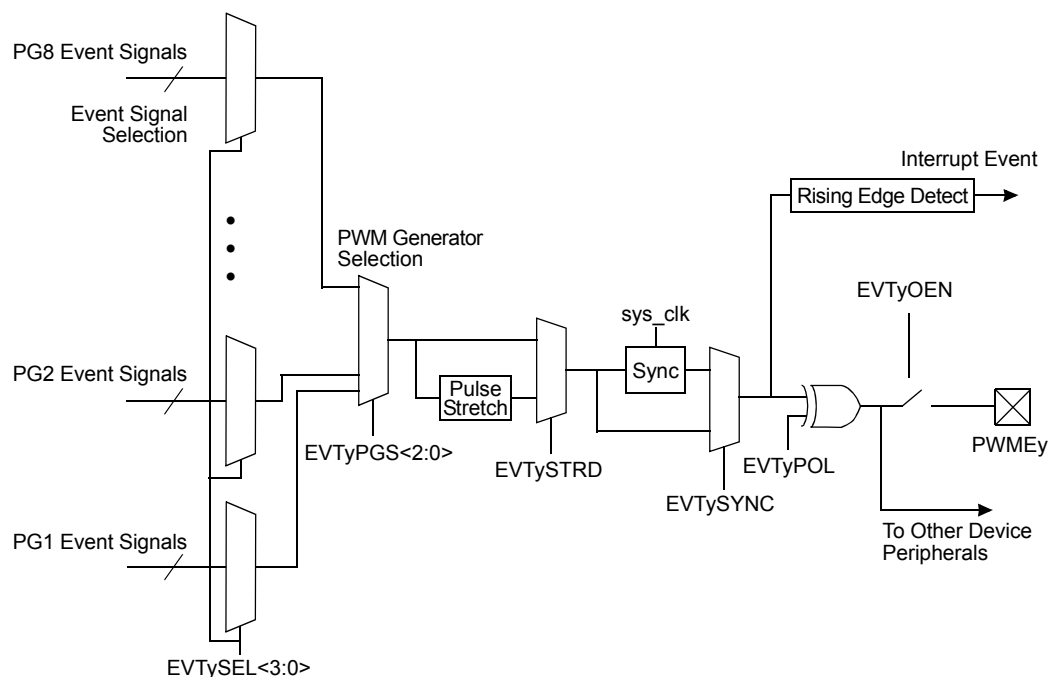 PG8 Event Signals
Event Signal
Selection
Interrupt Event
Rising Edge Detect
PWM Generator
Selection
EVTyOEN
sys_clk
PG2 Event Signals
Sync
Pulse
Stretch
EVTyPGS<2:0>
EVTySTRD
EVTyPOL
PWMEy
EVTySYNC
PG1 Event Signals
To Other Device
Peripherals
EVTySEL<3:0>